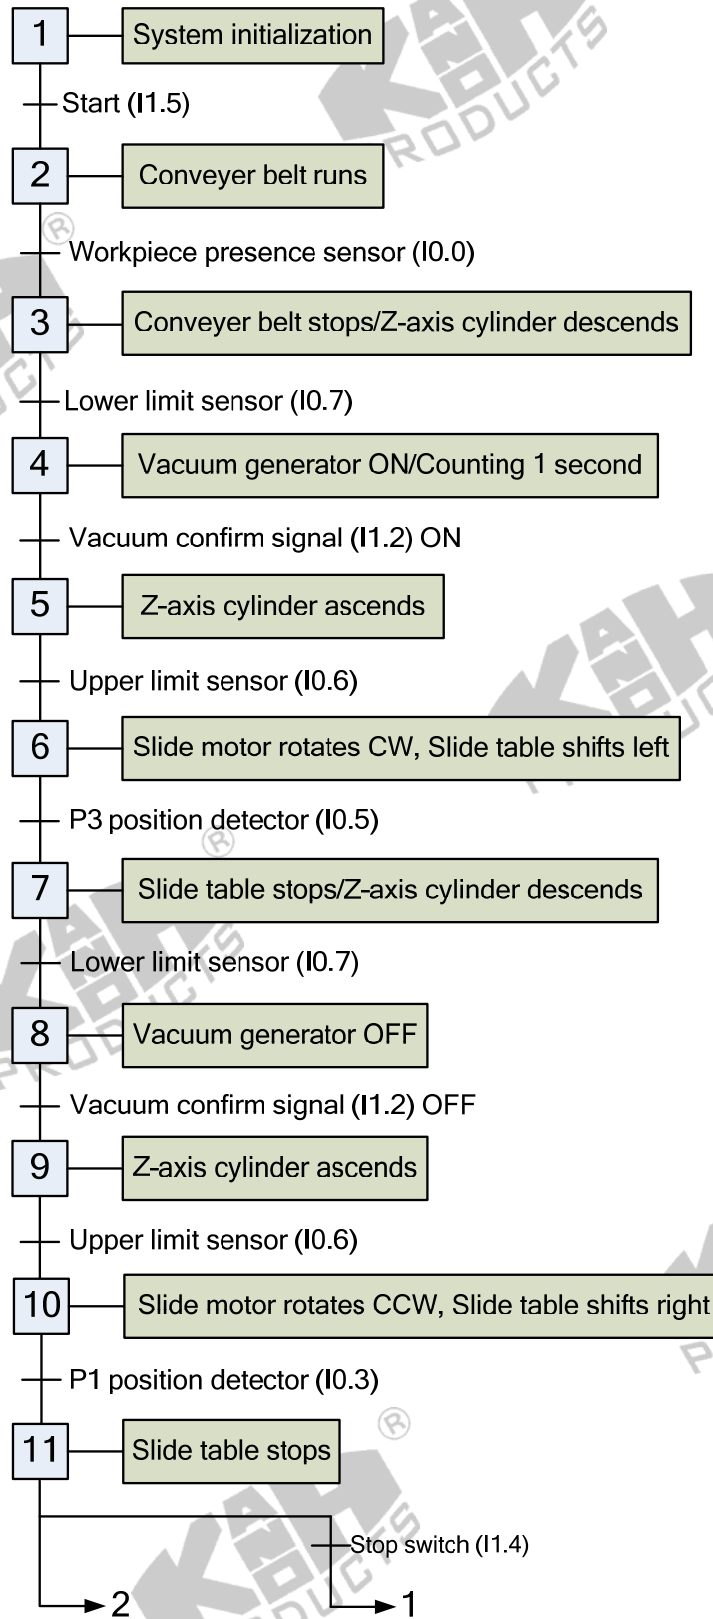 1 System initialization
Start (I1.5)
2 Conveyer belt runs
Workpiece presence sensor (I0.0)
3 Conveyer belt stops/Z-axis cylinder descends
Lower limit sensor (I0.7)
4 Vacuum generator ON/Counting 1 second
Vacuum confirm signal (I1.2) ON
5 Z-axis cylinder ascends
Upper limit sensor (I0.6)
6 Slide motor rotates CW, Slide table shifts left
P3 position detector (I0.5)
7 Slide table stops/Z-axis cylinder descends
Lower limit sensor (I0.7)
8 Vacuum generator OFF
Vacuum confirm signal (I1.2) OFF
9 Z-axis cylinder ascends
Upper limit sensor (I0.6)
10 Slide motor rotates CCW, Slide table shifts right
P1 position detector (I0.3)
11 Slide table stops
Stop switch (I1.4)
2 1
K AND H
PRODUCTS
®